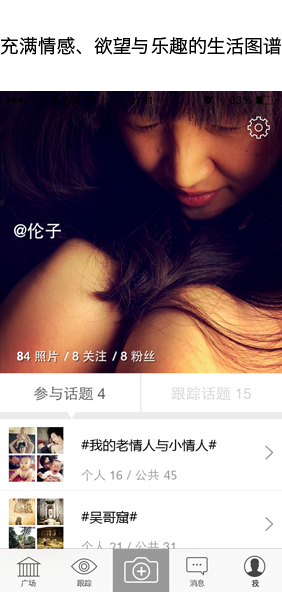 充满情感、欲望与乐趣的生活图谱
@伦子
84 照片 / 8 关注 / 8 粉丝
参与话题 4
跟踪话题 15
#我的老情人与小情人#
个人 16 / 公共 45
#吴哥窟#
个人 21 / 公共 31
广场
跟踪
消息
我